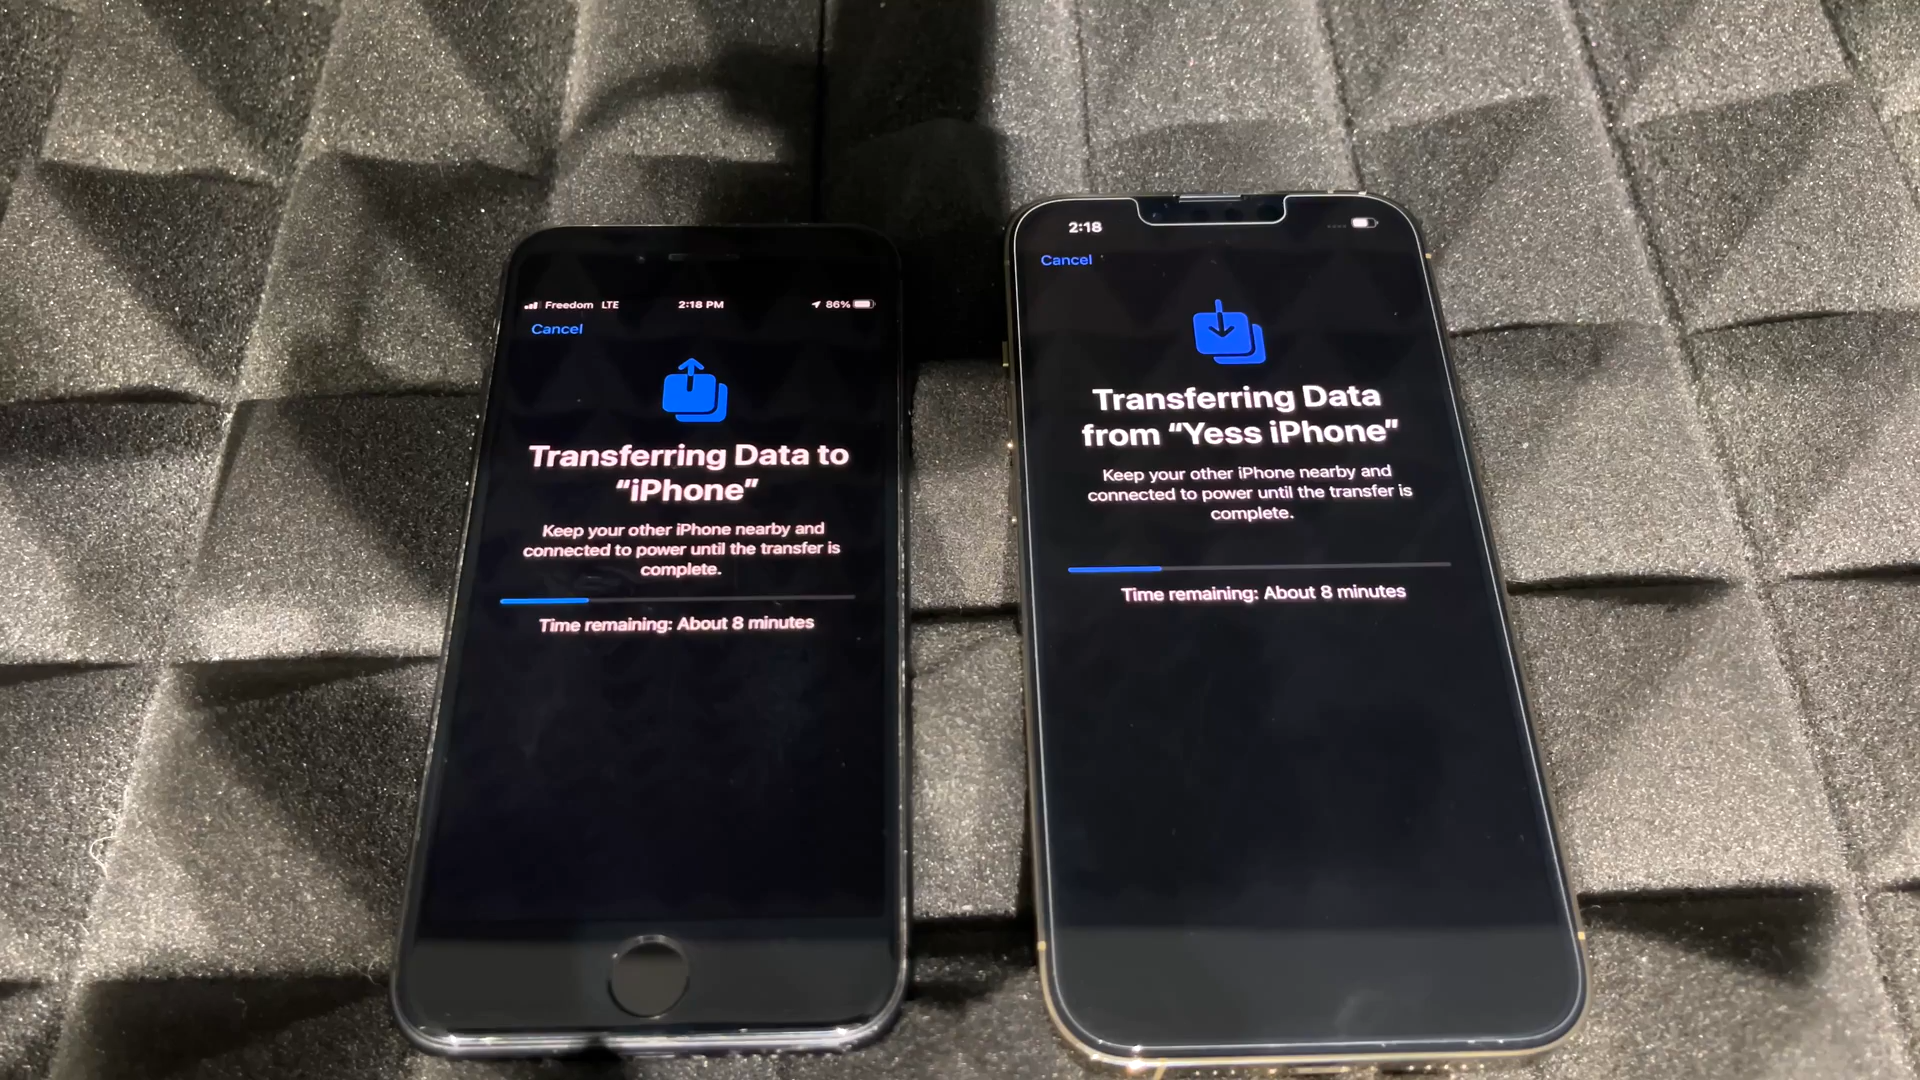 Freedom LTE 2:18 PM 86%
Cancel
Transferring Data to
“iPhone”
Keep your other iPhone nearby and
connected to power until the transfer is
complete.
Time remaining: About 8 minutes
2:18
Cancel
Transferring Data
from “Yess iPhone”
Keep your other iPhone nearby and
connected to power until the transfer is
complete.
Time remaining: About 8 minutes